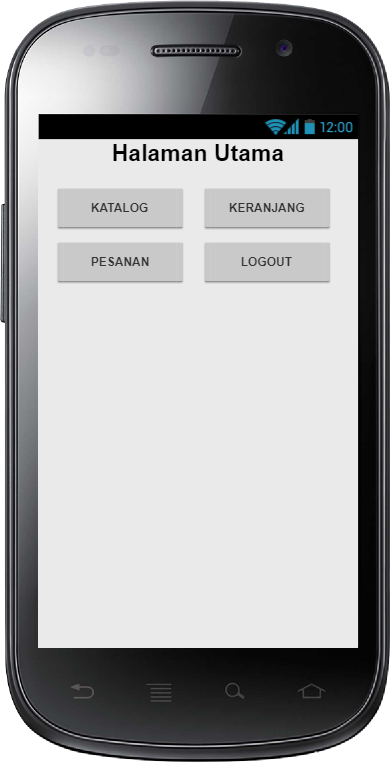 12:00
Halaman Utama
KATALOG KERANJANG
PESANAN LOGOUT